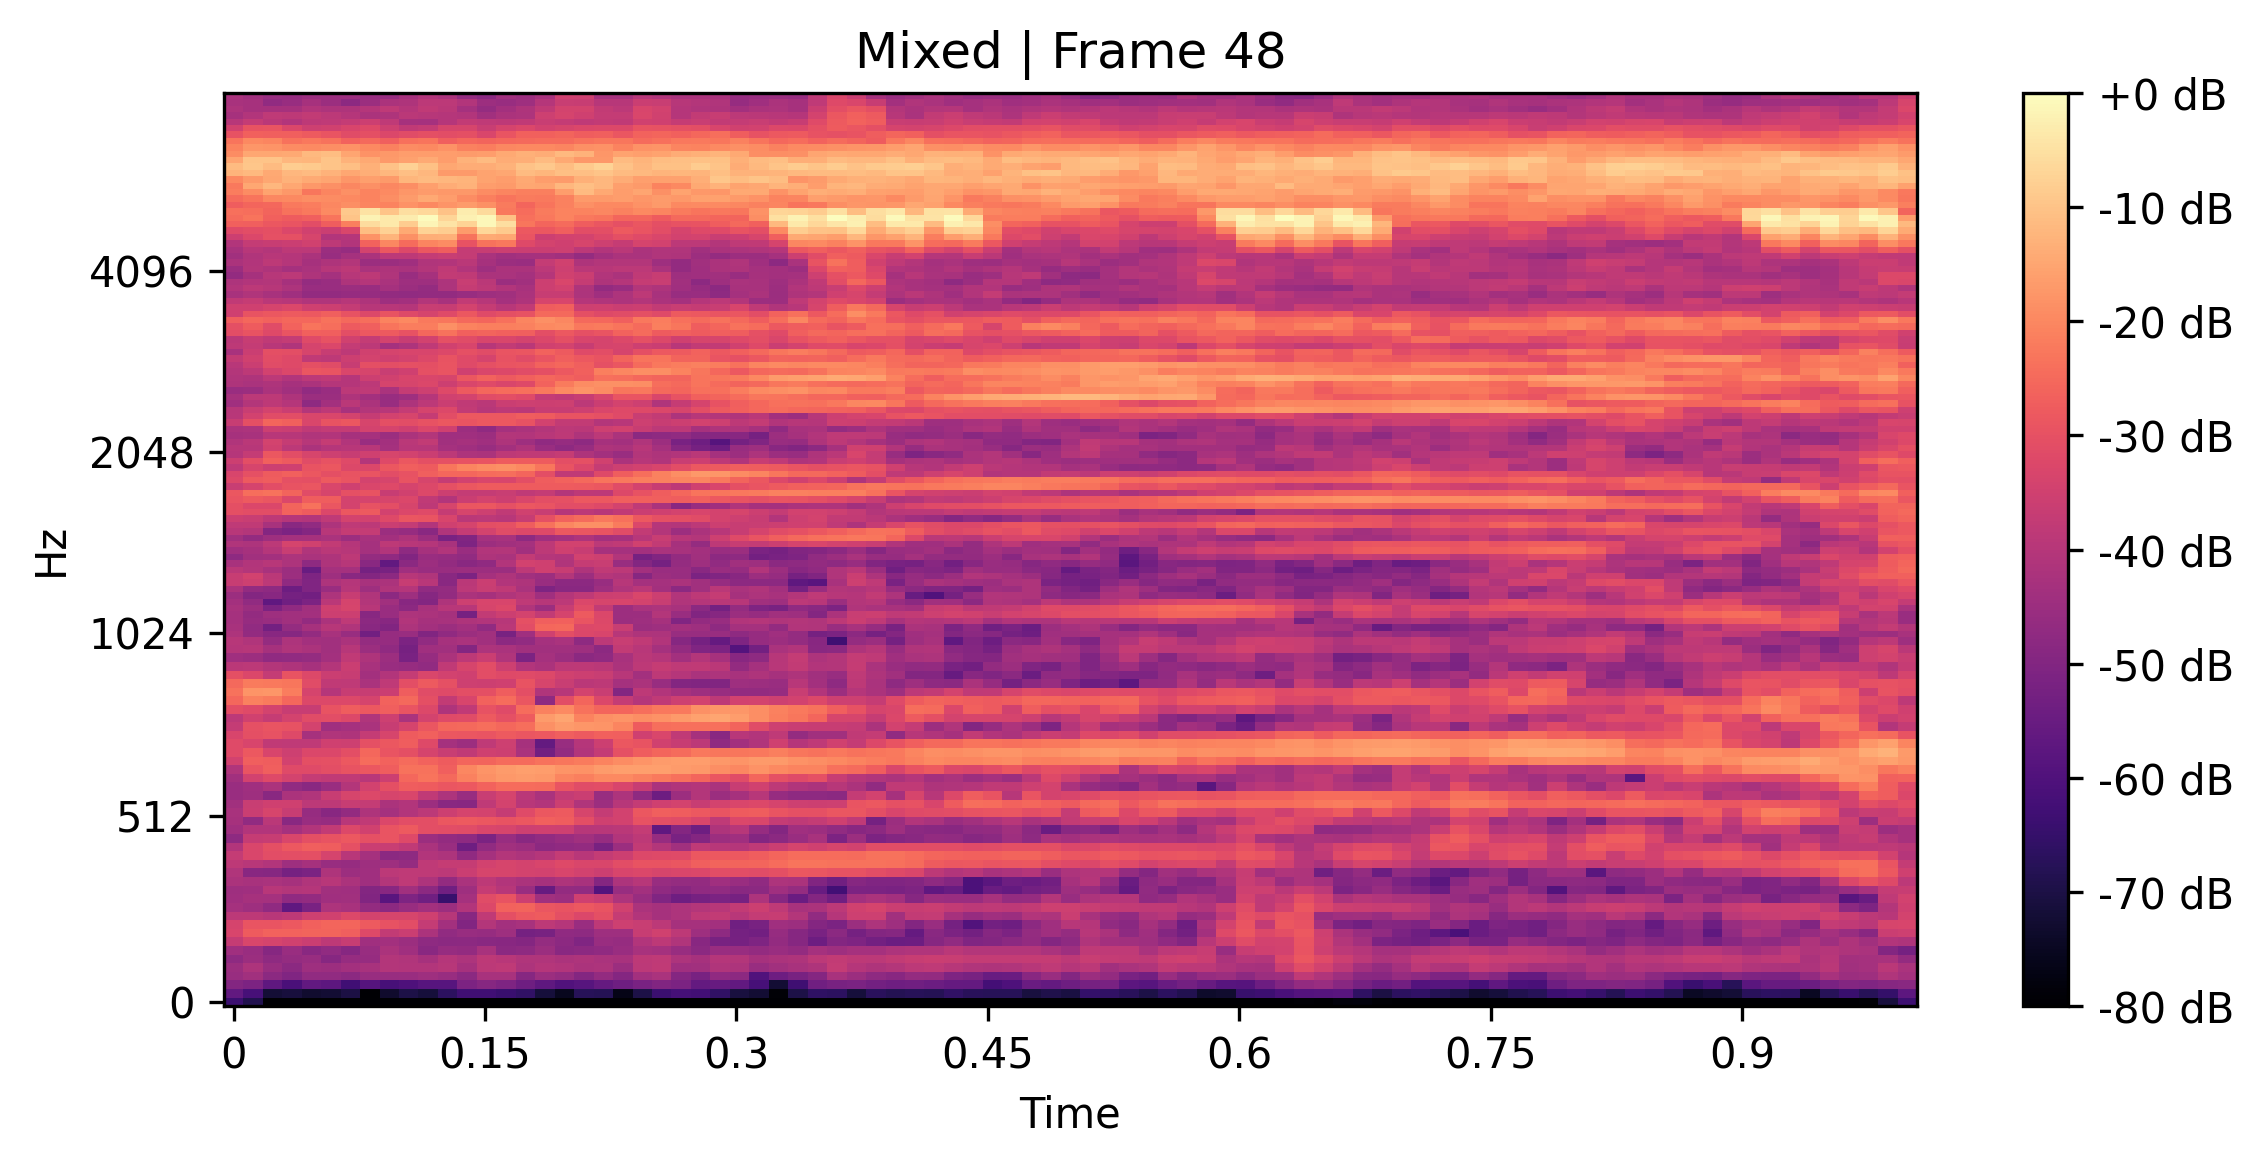 Mixed | Frame 48
Hz
4096
2048
1024
512
0
0 0.15 0.3 0.45 0.6 0.75 0.9
Time
+0 dB
-10 dB
-20 dB
-30 dB
-40 dB
-50 dB
-60 dB
-70 dB
-80 dB